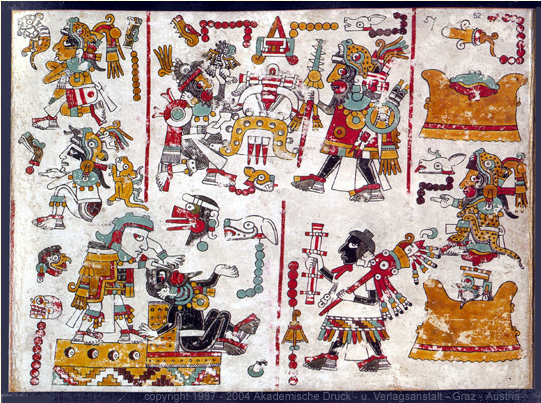 copyright 1987 - 2004 Akademische Druck - u. Verlagsanstalt - Graz - Austria